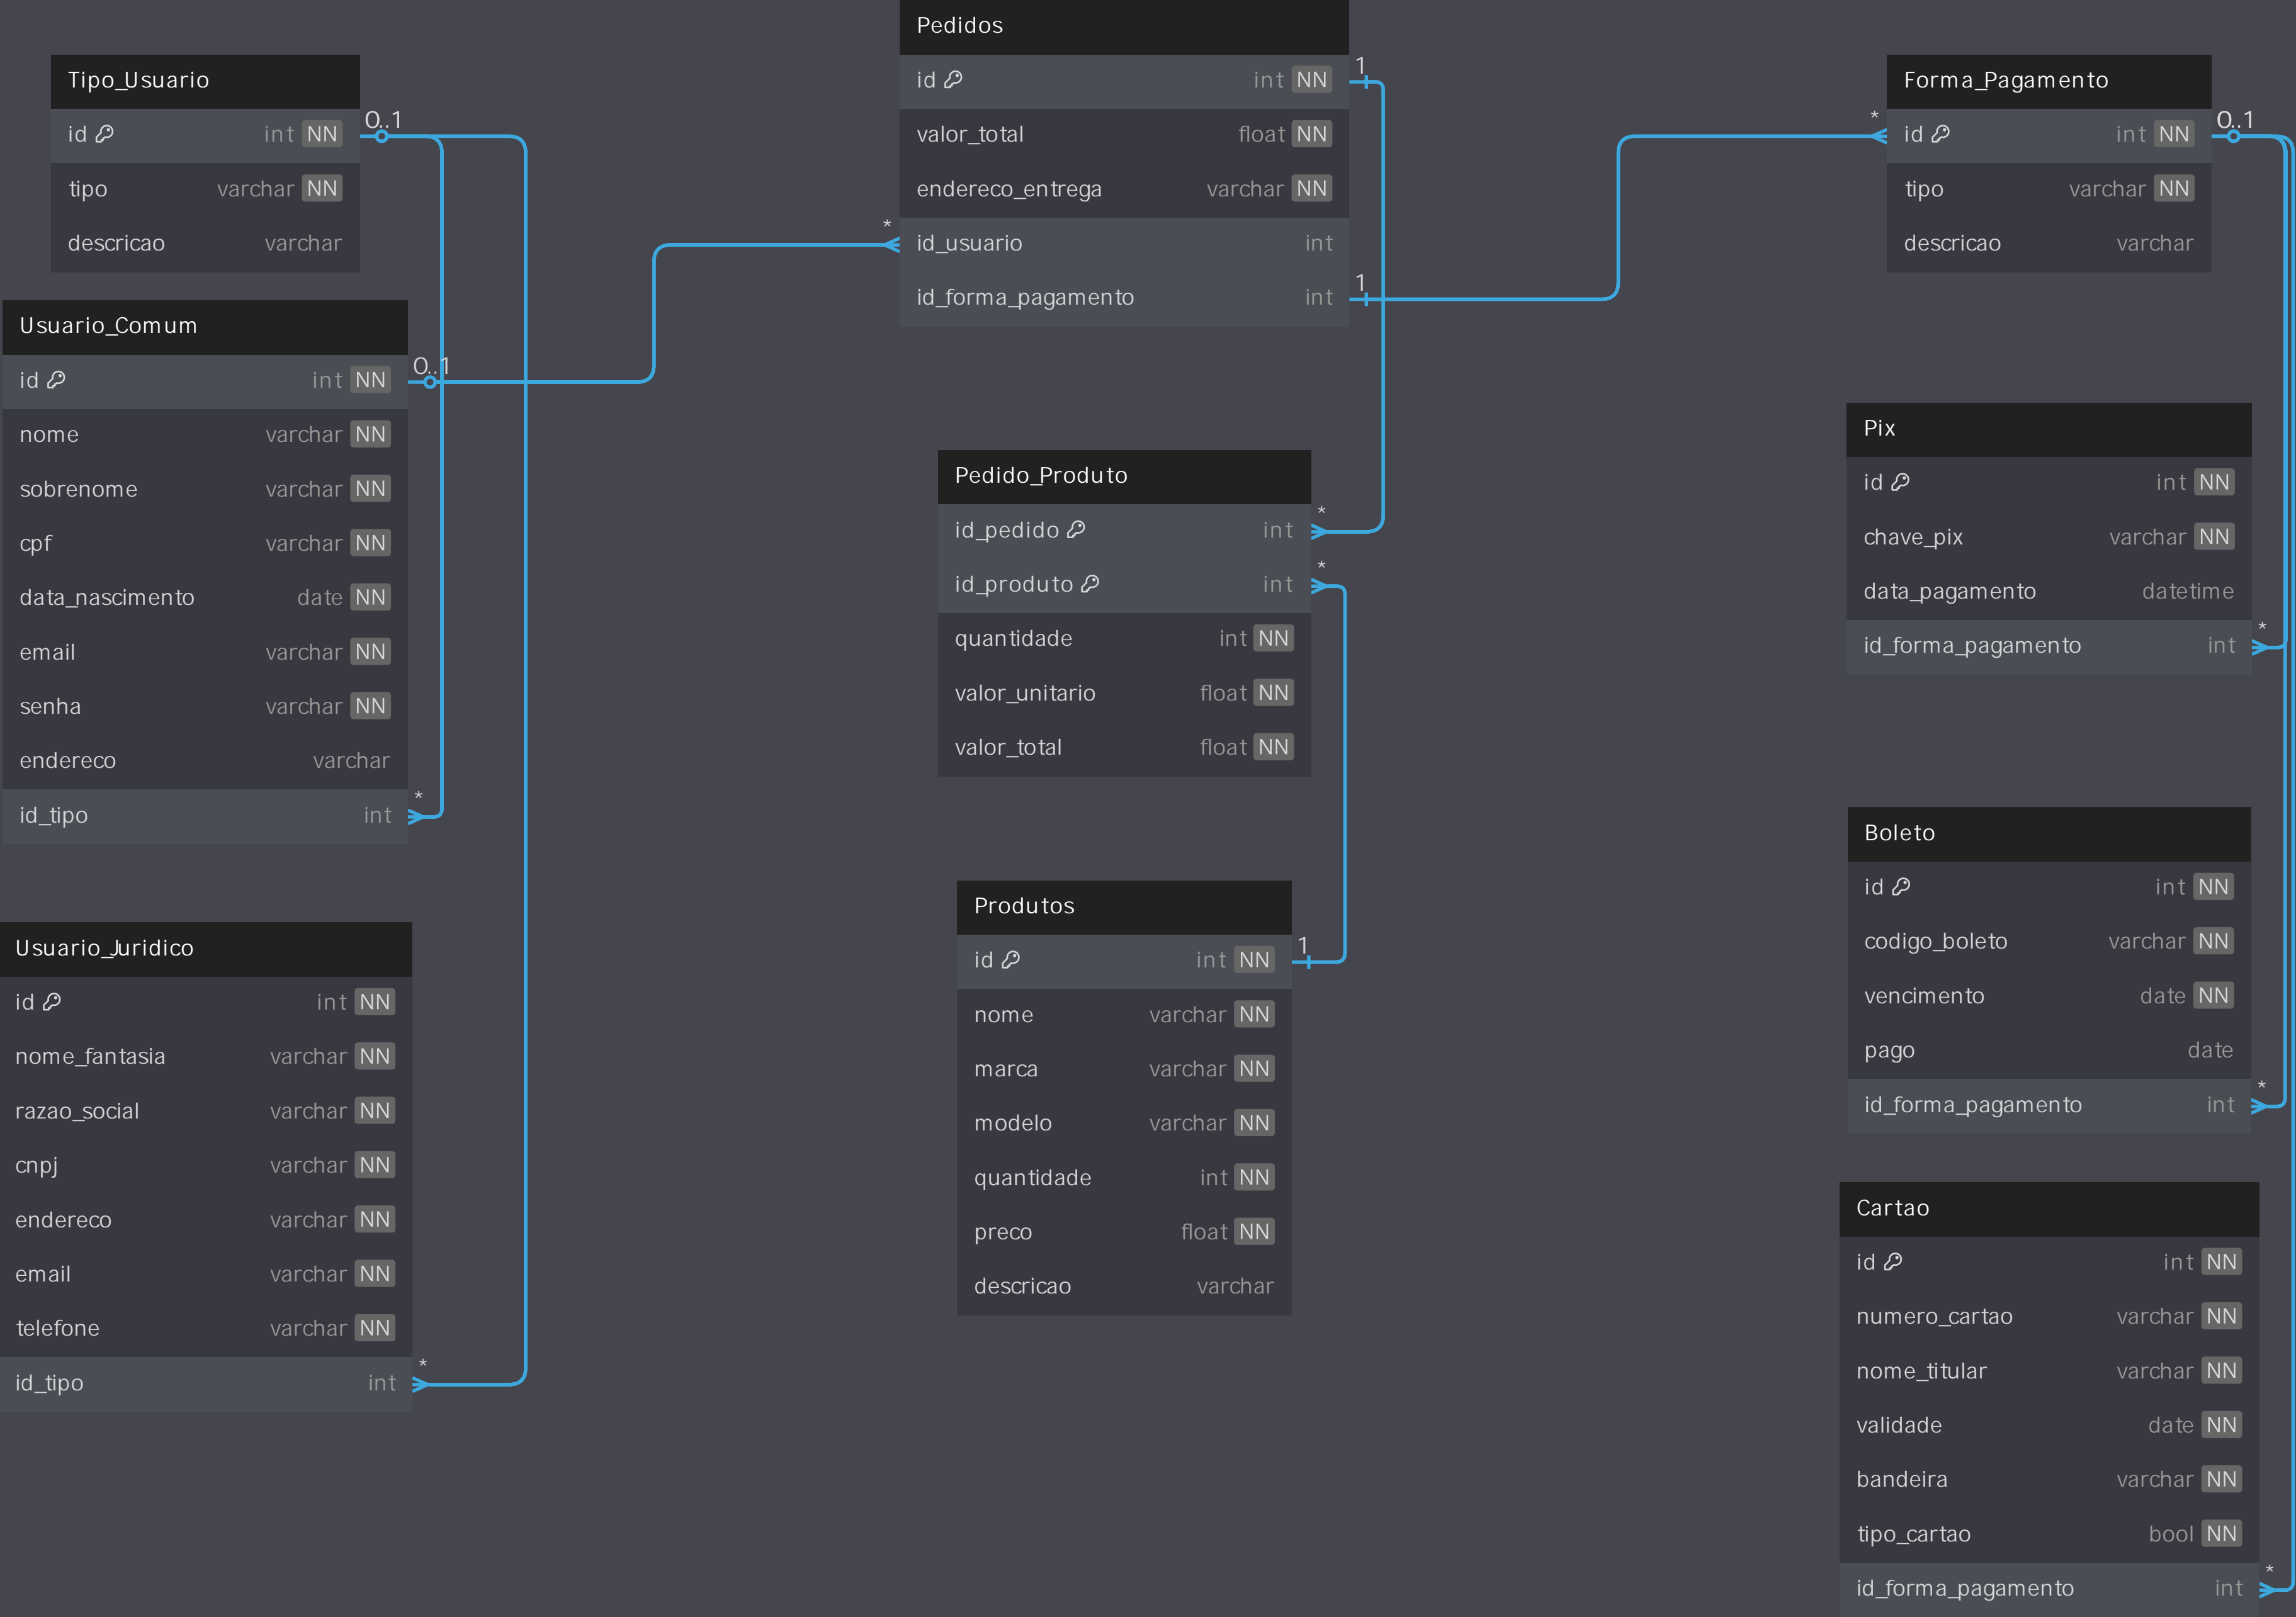 Tipo_Usuario
id int NN
tipo varchar NN
descricao varchar
0..1
Usuario_Comum
id int NN
nome varchar NN
sobrenome varchar NN
cpf varchar NN
data_nascimento date NN
email varchar NN
senha varchar NN
endereco varchar
id_tipo int
0..1
*
Usuario_Juridico
id int NN
nome_fantasia varchar NN
razao_social varchar NN
cnpj varchar NN
endereco varchar NN
email varchar NN
telefone varchar NN
id_tipo int
*
Pedidos
id int NN
valor_total float NN
endereco_entrega varchar NN
id_usuario int
id_forma_pagamento int
1
*
1
Pedido_Produto
id_pedido int
id_produto int
quantidade int NN
valor_unitario float NN
valor_total float NN
*
*
Produtos
id int NN
nome varchar NN
marca varchar NN
modelo varchar NN
quantidade int NN
preco float NN
descricao varchar
1
Forma_Pagamento
id int NN
tipo varchar NN
descricao varchar
*
0..1
Pix
id int NN
chave_pix varchar NN
data_pagamento datetime
id_forma_pagamento int
*
Boleto
id int NN
codigo_boleto varchar NN
vencimento date NN
pago date
id_forma_pagamento int
*
Cartao
id int NN
numero_cartao varchar NN
nome_titular varchar NN
validade date NN
bandeira varchar NN
tipo_cartao bool NN
id_forma_pagamento int
*